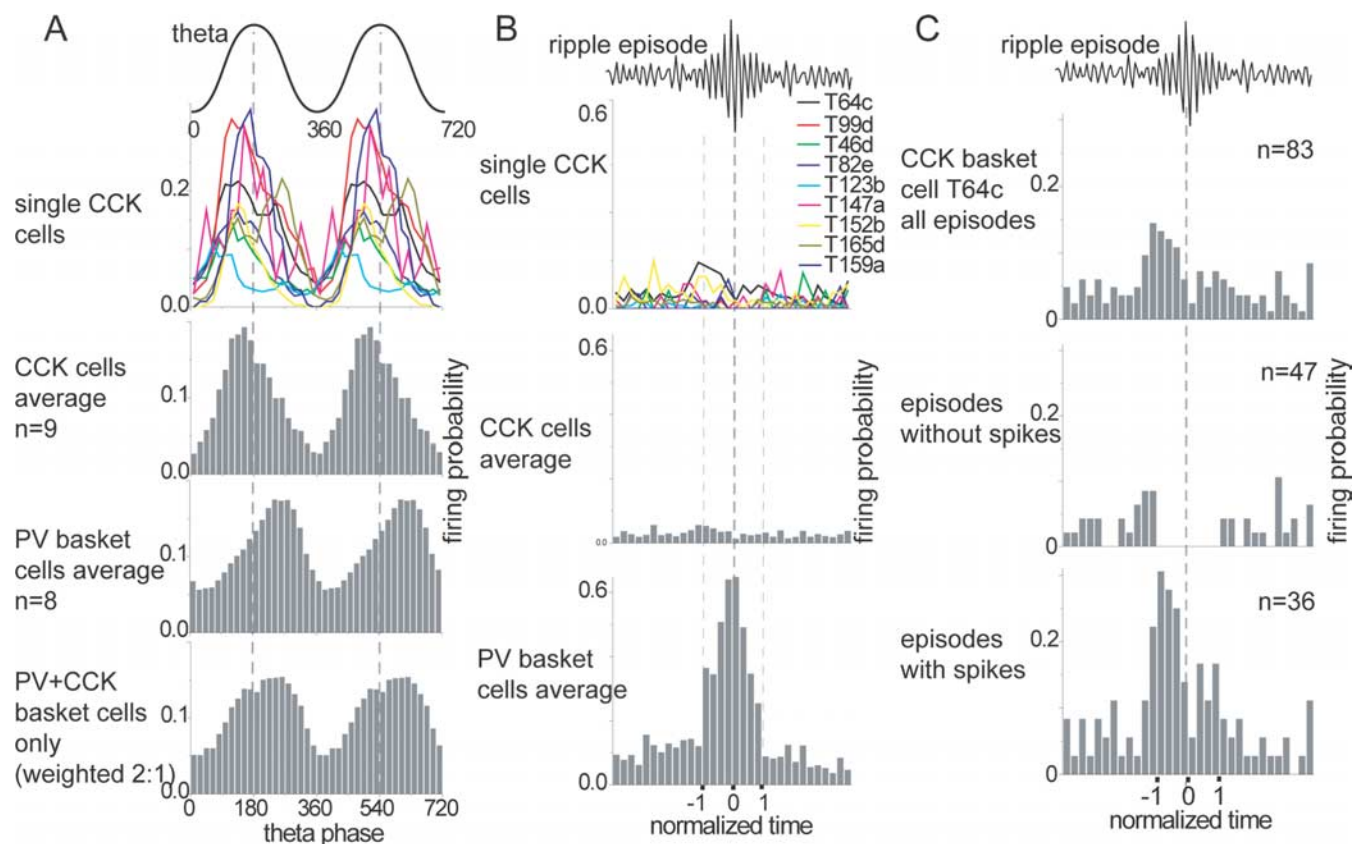 A
theta
0
360
720
single CCK
cells
0.2
0.0
CCK cells
average
n=9
0.1
0.0
PV basket
cells average
n=8
0.1
0.0
PV+CCK
basket cells
only
(weighted 2:1)
0.1
0.0
0 180 360 540 720
theta phase
firing probability
B
ripple episode
0.6
single CCK
cells
0.0
T64c
T99d
T46d
T82e
T123b
T147a
T152b
T165d
T159a
0.6
CCK cells
average
0.0
0.6
PV basket
cells average
0.0
-1 0 1
normalized time
firing probability
C
ripple episode
CCK basket
cell T64c
all episodes
n=83
0.2
0
episodes
without spikes
n=47
0.2
0
episodes
with spikes
n=36
0.2
0
-1 0 1
normalized time
firing probability